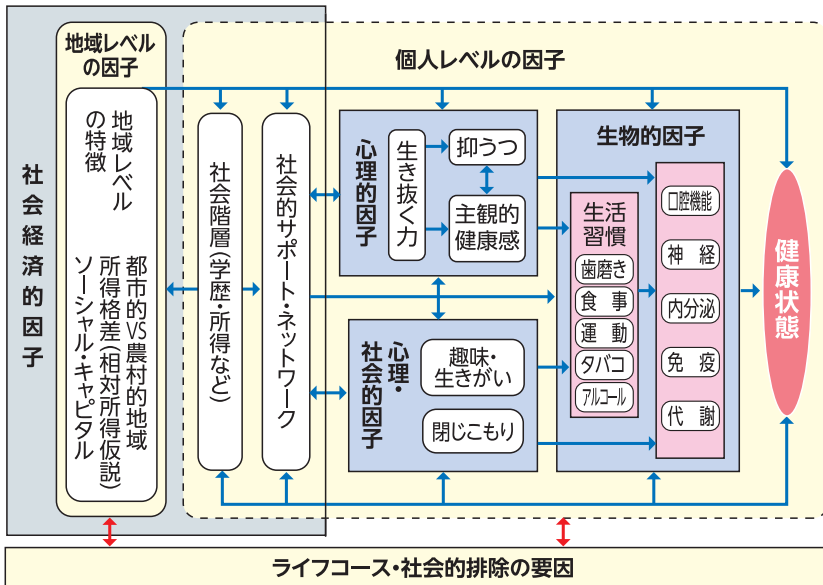 社会経済的因子
地域レベル
の因子
地域レベル
の特徴
都市的VS農村的地域
所得格差(相対所得仮説)
ソーシャル・キャピタル
個人レベルの因子
社会階層(学歴・所得など)
社会的サポート・ネットワーク
心理的因子
生き抜く力
抑うつ
主観的
健康感
心理・
社会的因子
趣味・
生きがい
閉じこもり
生物的因子
生活
習慣
歯磨き
食事
運動
タバコ
アルコール
口腔機能
神経
内分泌
免疫
代謝
健康状態
ライフコース・社会的排除の要因